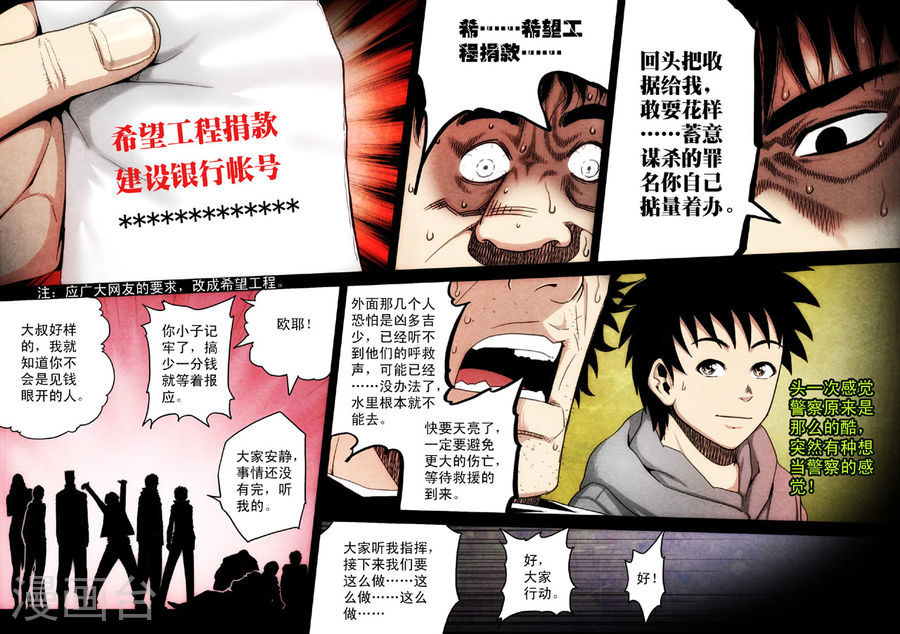 希望工程捐款
建设银行帐号
*************
希……希望工
程捐款……
回头把收
据给我，
敢耍花样
……蓄意
谋杀的罪
名你自己
掂量着办。
注：应广大网友的要求，改成希望工程。
大叔好样
的，我就
知道你不
会是见钱
眼开的人。
你小子记
牢了，搞
少一分钱
就等着报
应。
欧耶！
大家安静，
事情还没
有完，听
我的。
外面那几个人
恐怕是凶多吉
少，已经听不
到他们的呼救
声，可能已经
……没办法了，
水里根本就不
能去。
快要天亮了，
一定要避免
更大的伤亡，
等待救援的
到来。
头一次感觉
警察原来是
那么的酷，
突然有种想
当警察的感
觉！
大家听我指挥，
接下来我们要
这么做……这
么做……这么
做……
好，
大家
行动。
好！
漫画台